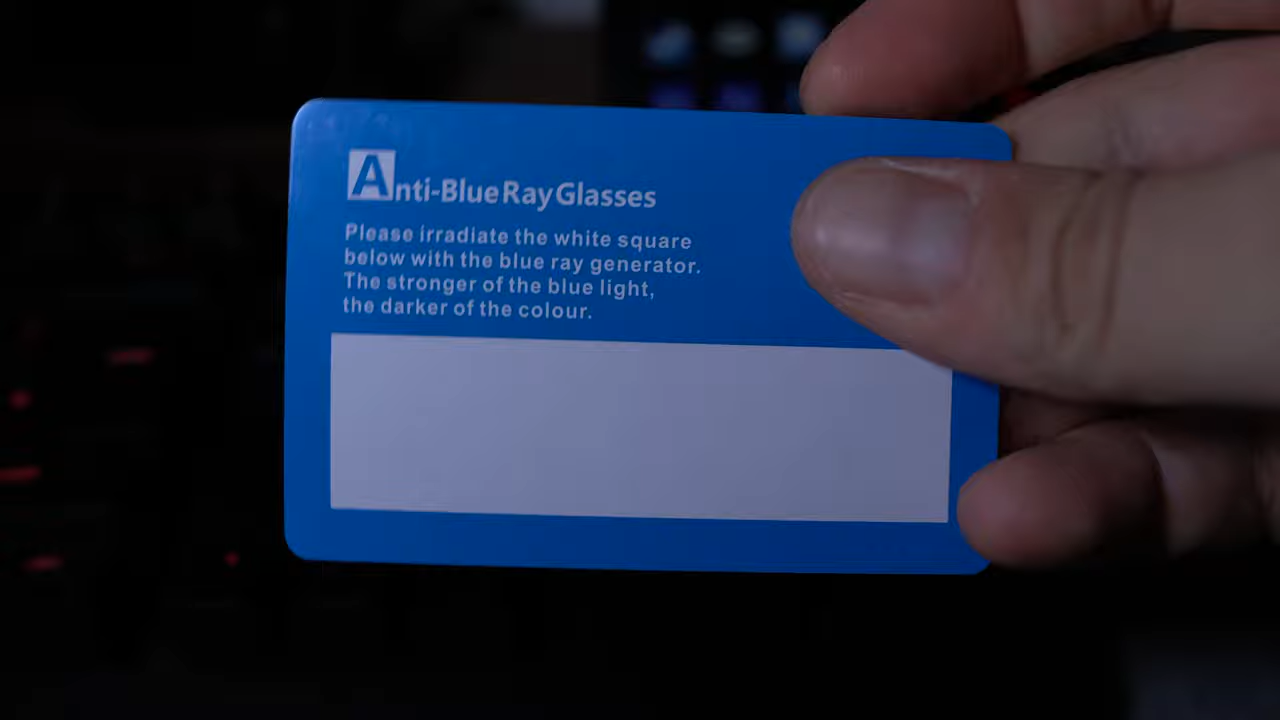 Anti-Blue Ray Glasses
Please irradiate the white square
below with the blue ray generator.
The stronger of the blue light,
the darker of the colour.